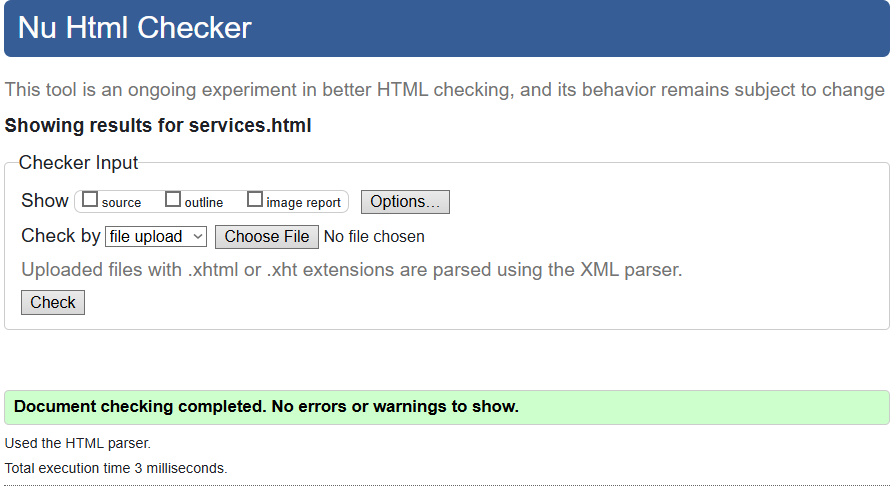 Nu Html Checker
This tool is an ongoing experiment in better HTML checking, and its behavior remains subject to change
Showing results for services.html
Checker Input
Show source outline image report Options...
Check by file upload Choose File No file chosen
Uploaded files with .xhtml or .xht extensions are parsed using the XML parser.
Check
Document checking completed. No errors or warnings to show.
Used the HTML parser.
Total execution time 3 milliseconds.